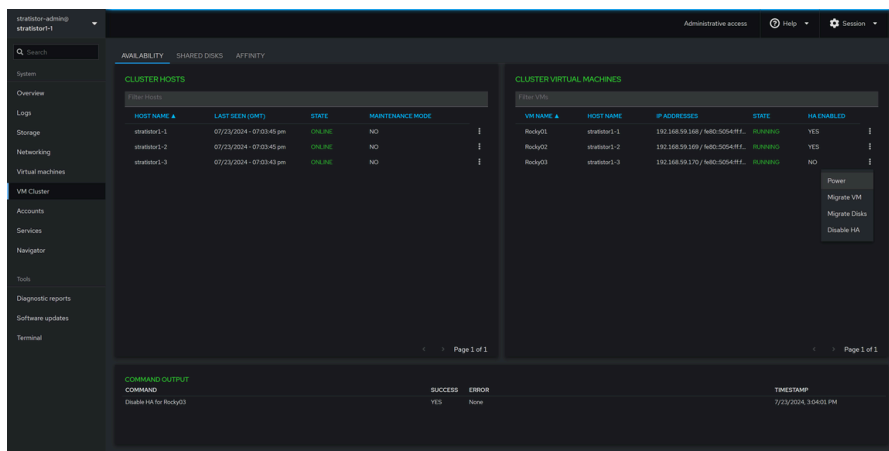 stratistor-admin@
stratistor1-1
Administrative access
Help
Session
Search
System
Overview
Logs
Storage
Networking
Virtual machines
VM Cluster
Accounts
Services
Navigator
Tools
Diagnostic reports
Software updates
Terminal
AVAILABILITY SHARED DISKS AFFINITY
CLUSTER HOSTS
Filter Hosts
HOST NAME ▲ LAST SEEN (GMT) STATE MAINTENANCE MODE
stratistor1-1 07/23/2024 - 07:03:45 pm ONLINE NO
stratistor1-2 07/23/2024 - 07:03:45 pm ONLINE NO
stratistor1-3 07/23/2024 - 07:03:43 pm ONLINE NO
Page 1 of 1
CLUSTER VIRTUAL MACHINES
Filter VMs
VM NAME ▲ HOST NAME IP ADDRESSES STATE HA ENABLED
Rocky01 stratistor1-1 192.168.59.168 / fe80::5054:ff:f... RUNNING YES
Rocky02 stratistor1-2 192.168.59.169 / fe80::5054:ff:f... RUNNING YES
Rocky03 stratistor1-3 192.168.59.170 / fe80::5054:ff:f... RUNNING NO
Power
Migrate VM
Migrate Disks
Disable HA
Page 1 of 1
COMMAND OUTPUT
COMMAND SUCCESS ERROR TIMESTAMP
Disable HA for Rocky03 YES None 7/23/2024, 3:04:01 PM